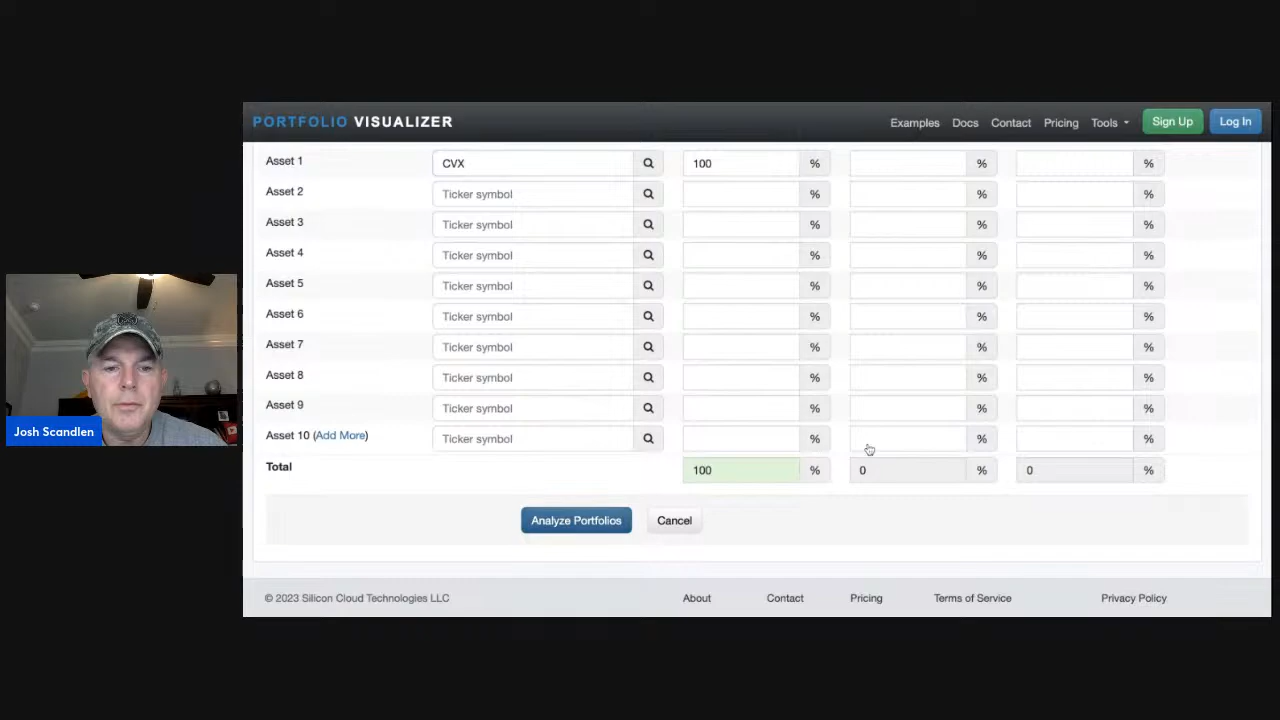 PORTFOLIO VISUALIZER
Examples Docs Contact Pricing Tools Sign Up Log In
Asset 1 CVX 100 % % %
Asset 2 Ticker symbol % % %
Asset 3 Ticker symbol % % %
Asset 4 Ticker symbol % % %
Asset 5 Ticker symbol % % %
Asset 6 Ticker symbol % % %
Asset 7 Ticker symbol % % %
Asset 8 Ticker symbol % % %
Asset 9 Ticker symbol % % %
Asset 10 (Add More) Ticker symbol % % %
Total 100 % 0 % 0 %
Analyze Portfolios Cancel
© 2023 Silicon Cloud Technologies LLC About Contact Pricing Terms of Service Privacy Policy
Josh Scandlen